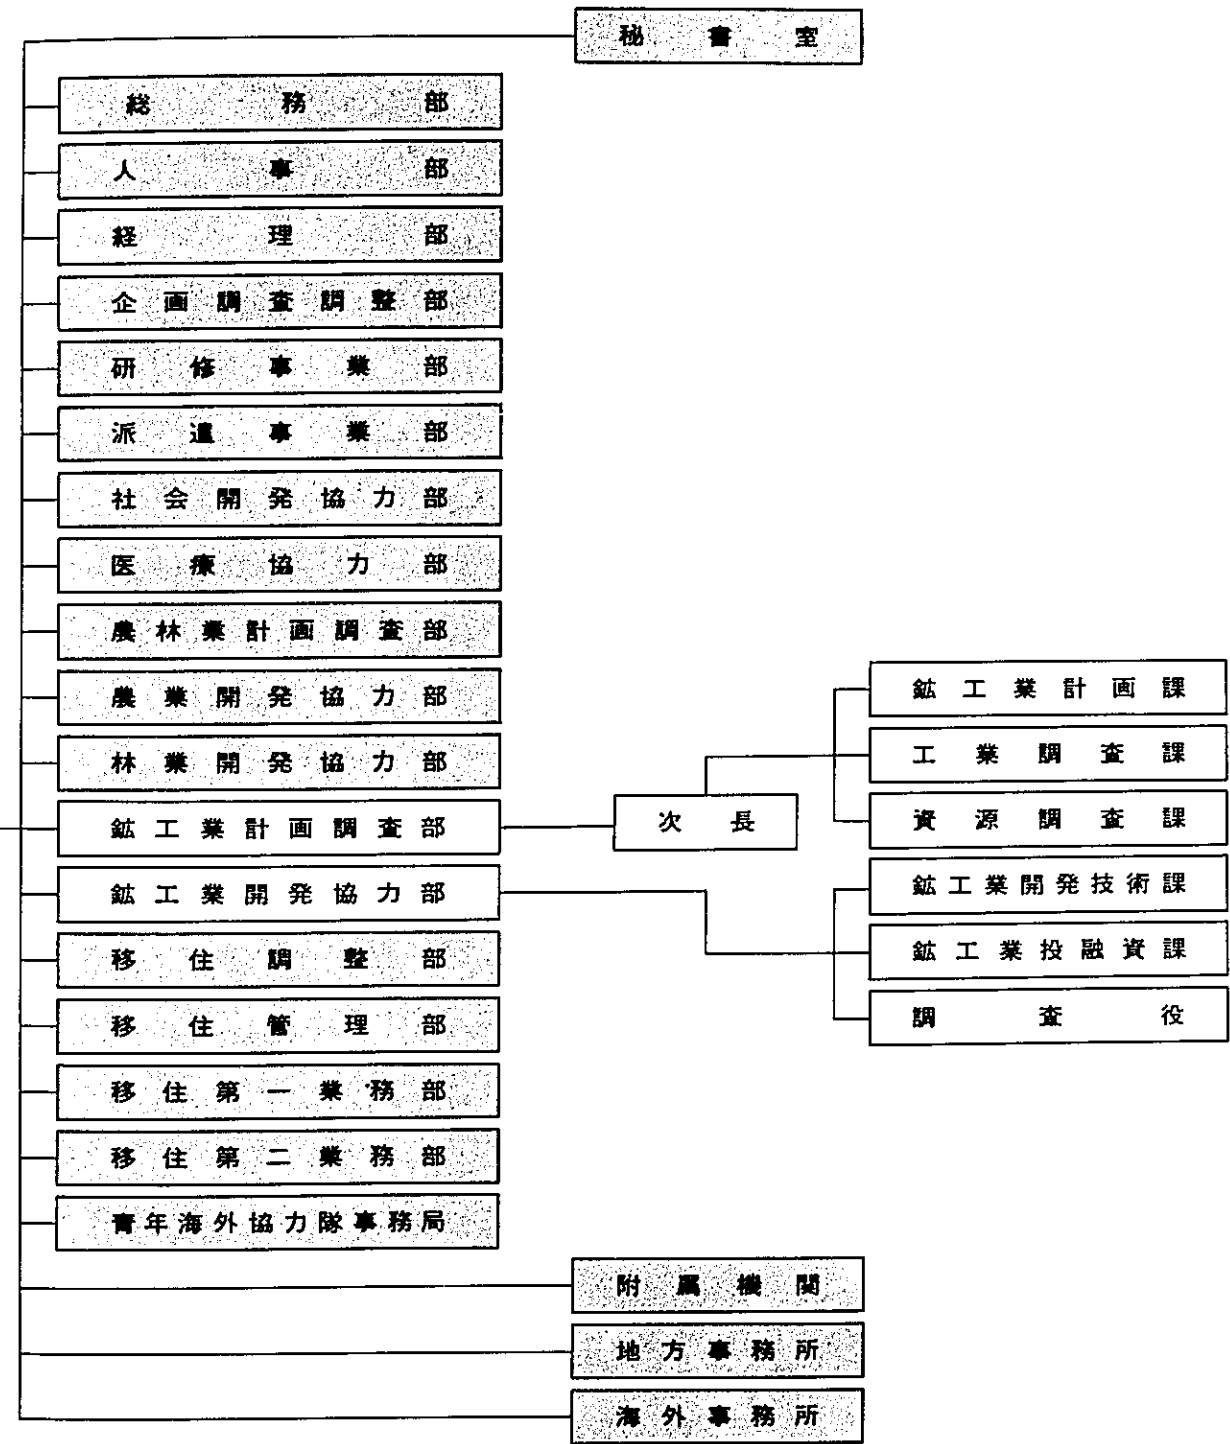 秘書室
総務部
人事部
経理部
企画調査調整部
研修事業部
派遣事業部
社会開発協力部
医療協力部
農林業計画調査部
農業開発協力部
林業開発協力部
鉱工業計画調査部
次長
鉱工業計画課
工業調査課
資源調査課
鉱工業開発協力部
鉱工業開発技術課
鉱工業投融資課
調査役
移住調整部
移住管理部
移住第一業務部
移住第二業務部
青年海外協力隊事務局
附属機関
地方事務所
海外事務所